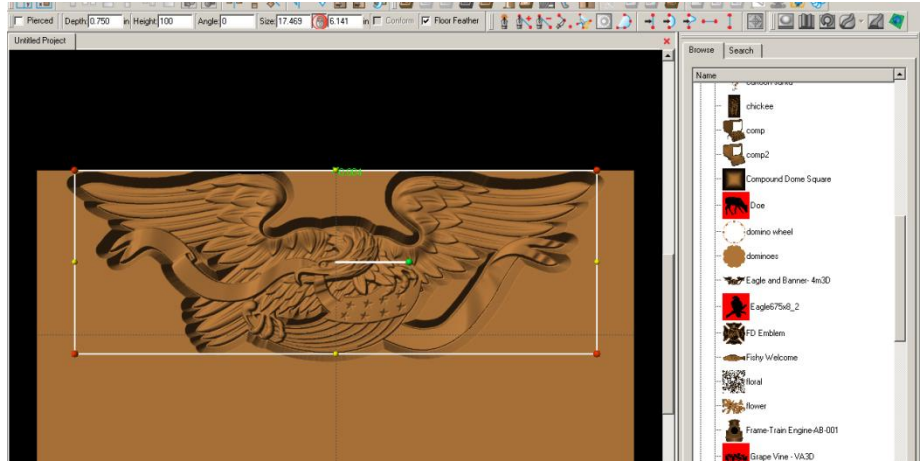 Pierced Depth: 0.750 in Height: 100 Angle: 0 Size: 17.469 6.141 in Conform Floor Feather
Untitled Project
Browse Search
Name
chickee
comp
comp2
Compound Dome Square
Doe
domino wheel
dominoes
Eagle and Banner- 4m3D
Eagle675x8_2
FD Emblem
Fishy Welcome
floral
flower
Frame-Train Engine-AB-001
Grape Vine - VA3D